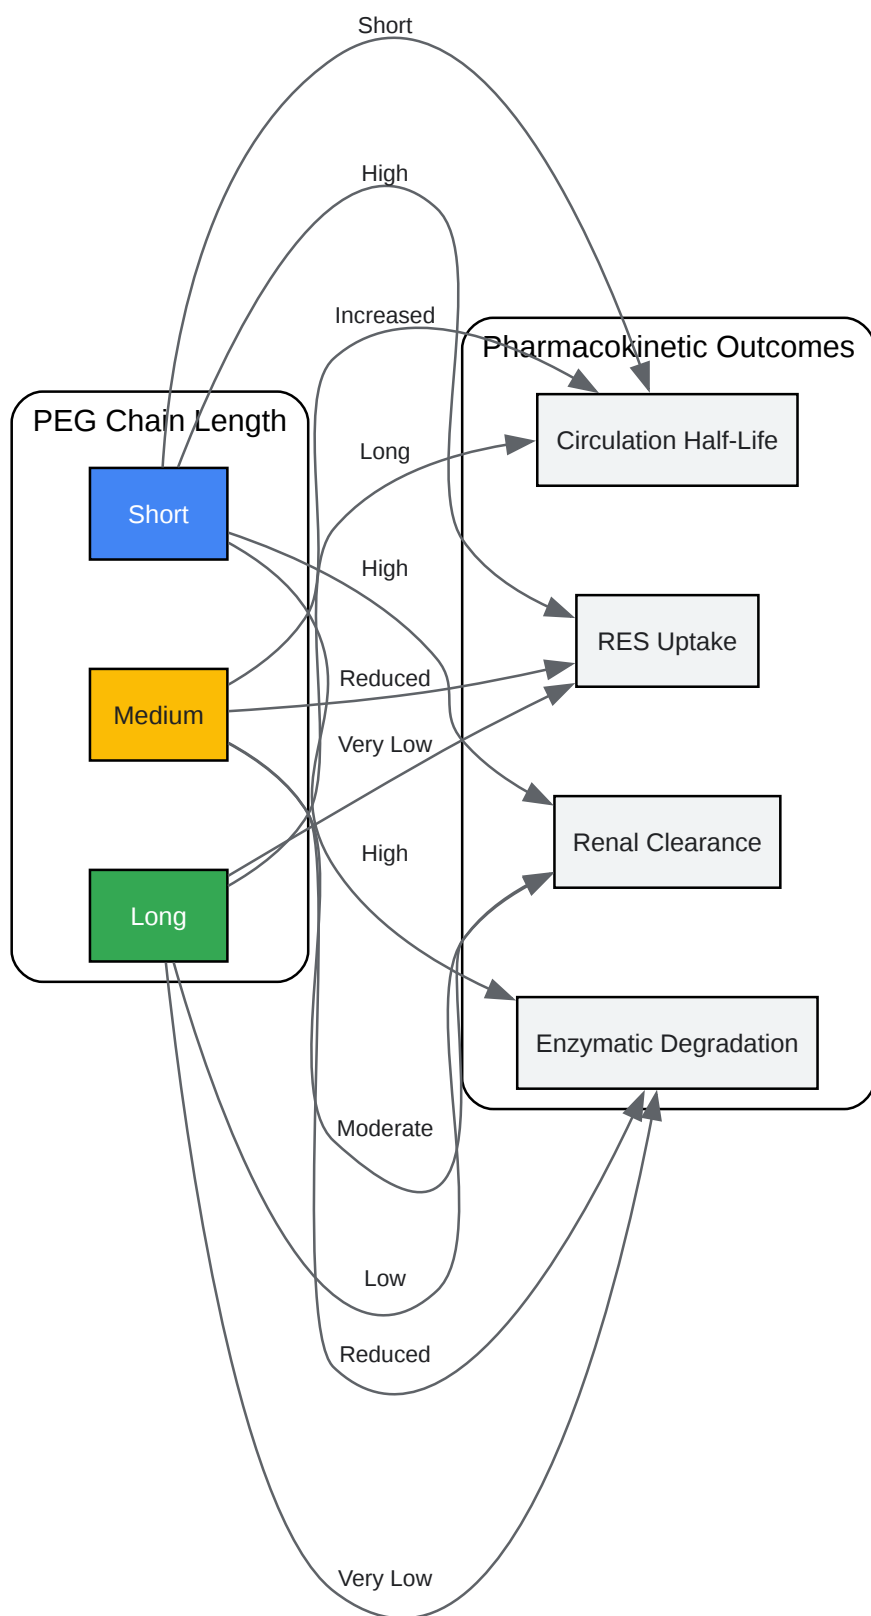 Short
High
Increased
Pharmacokinetic Outcomes
PEG Chain Length
Circulation Half-Life
Long
Short
High
RES Uptake
Reduced
Medium
Very Low
Renal Clearance
High
Long
Enzymatic Degradation
Moderate
Low
Reduced
Very Low